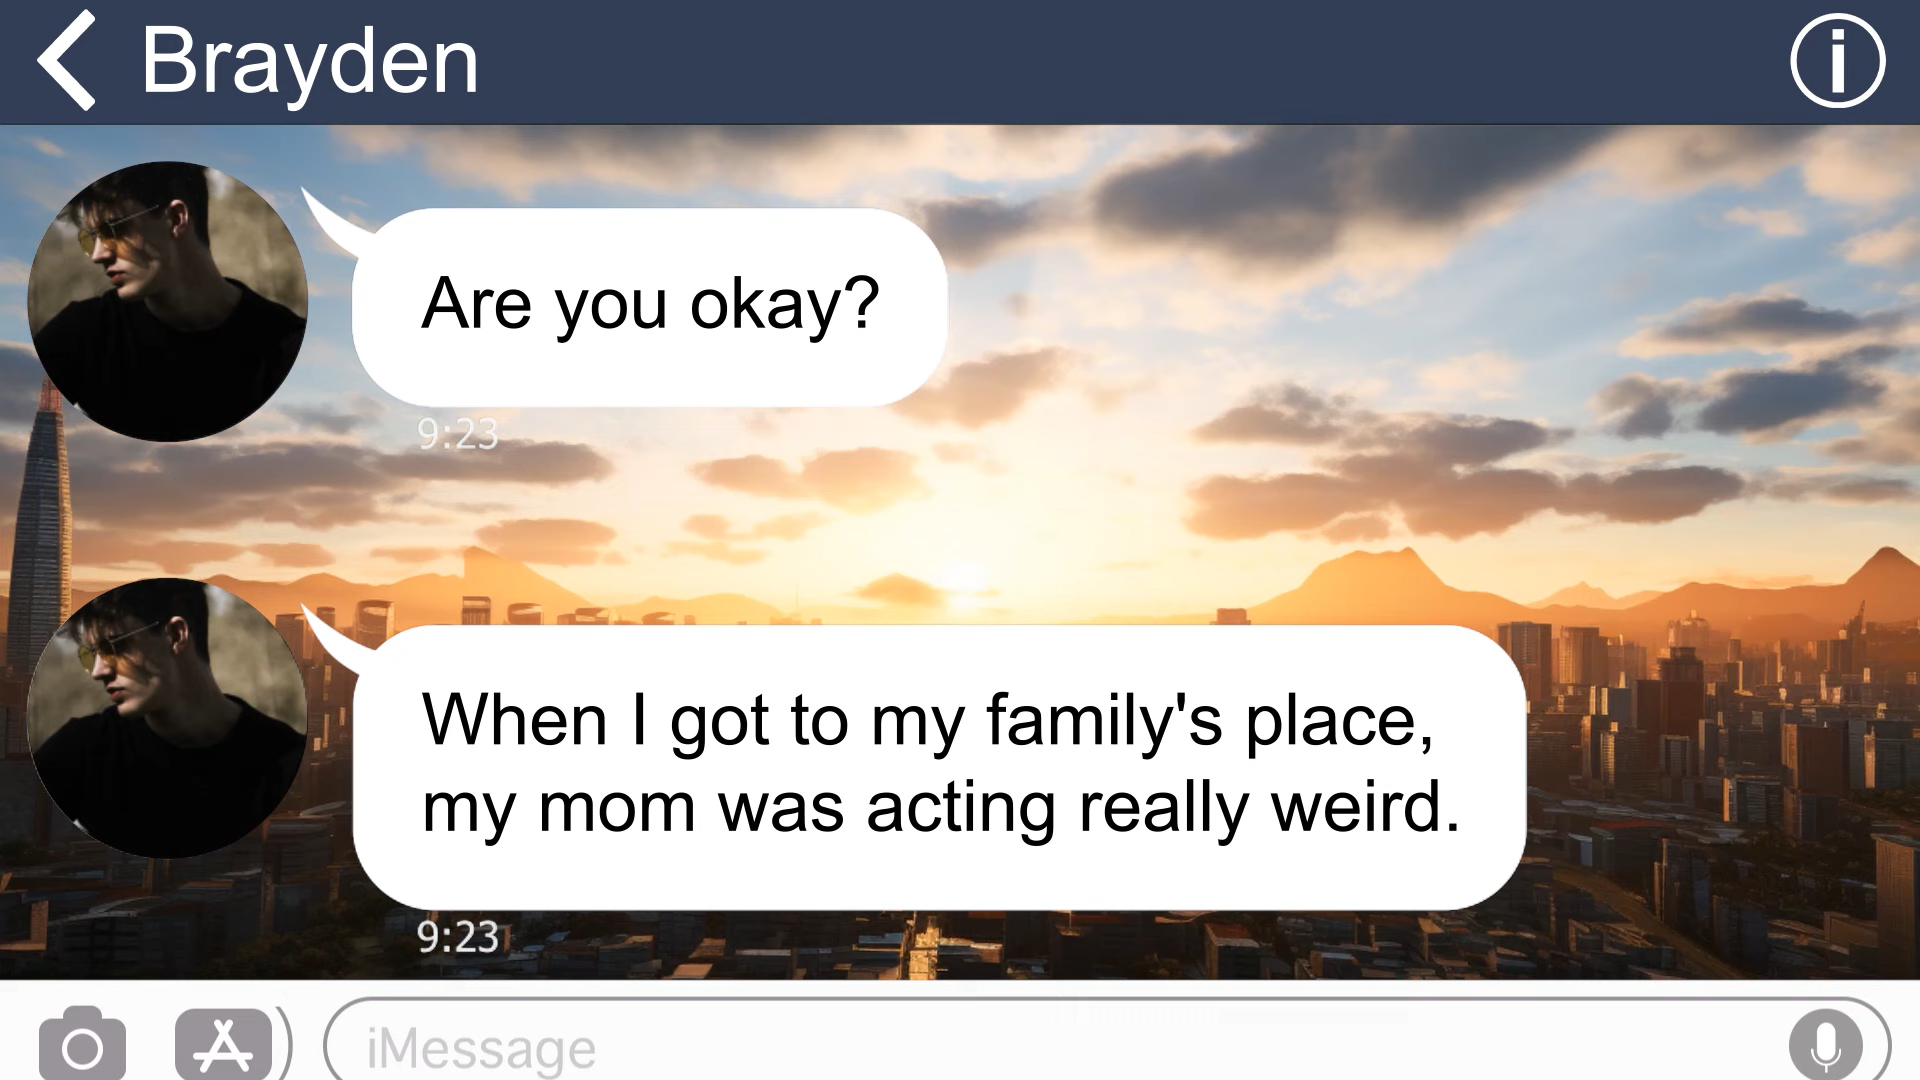 Brayden
Are you okay?
9:23
When I got to my family's place,
my mom was acting really weird.
9:23
iMessage